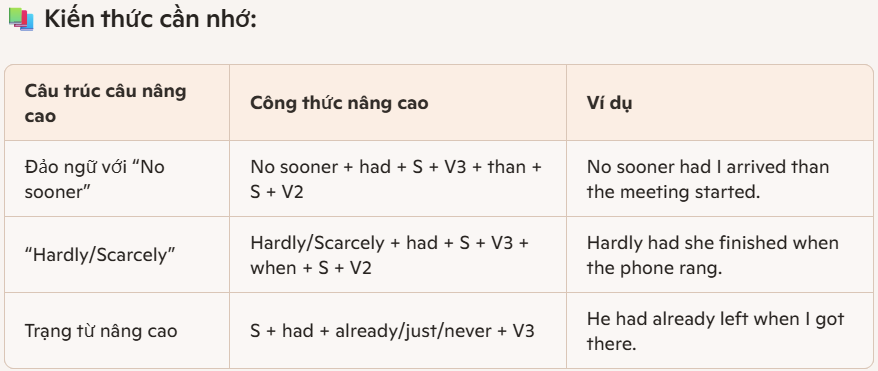 📚 Kiến thức cần nhớ:
Câu trúc câu nâng
cao
Công thức nâng cao
Ví dụ
Đảo ngữ với “No
sooner”
No sooner + had + S + V3 + than +
S + V2
No sooner had I arrived than
the meeting started.
“Hardly/Scarcely”
Hardly/Scarcely + had + S + V3 +
when + S + V2
Hardly had she finished when
the phone rang.
Trạng từ nâng cao
S + had + already/just/never + V3
He had already left when I got
there.